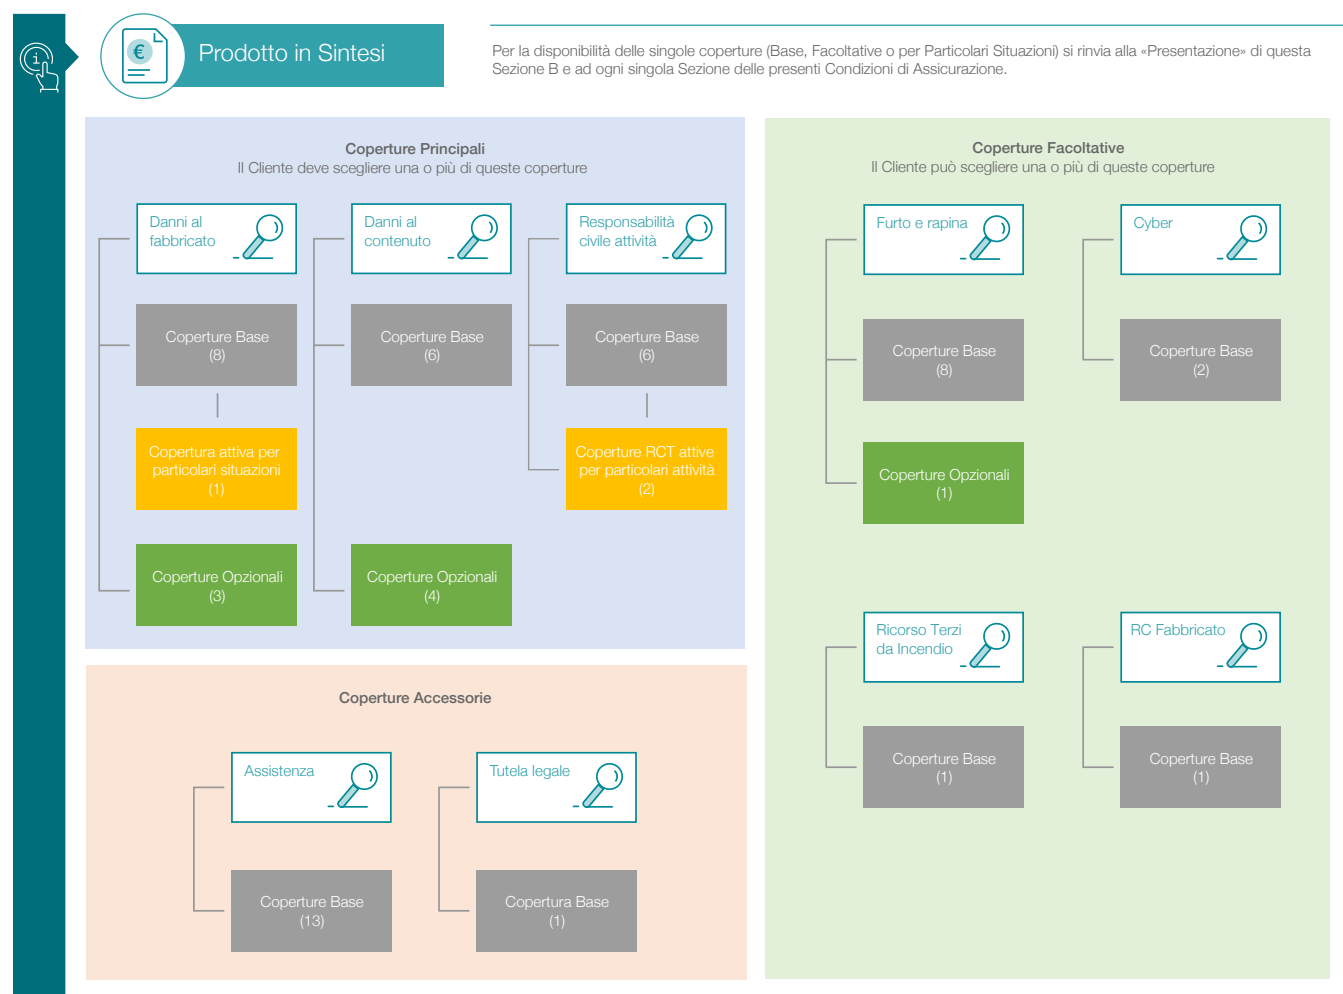 Prodotto in Sintesi
Per la disponibilità delle singole coperture (Base, Facoltative o per Particolari Situazioni) si rinvia alla «Presentazione» di questa
Sezione B e ad ogni singola Sezione delle presenti Condizioni di Assicurazione.
Coperture Principali
Il Cliente deve scegliere una o più di queste coperture
Danni al
fabbricato
Danni al
contenuto
Responsabilità
civile attività
Coperture Base
(8)
Coperture Base
(6)
Coperture Base
(6)
Copertura attiva per
particolari situazioni
(1)
Coperture RCT attive
per particolari attività
(2)
Coperture Opzionali
(3)
Coperture Opzionali
(4)
Coperture Accessorie
Assistenza
Tutela legale
Coperture Base
(13)
Copertura Base
(1)
Coperture Facoltative
Il Cliente può scegliere una o più di queste coperture
Furto e rapina
Cyber
Coperture Base
(8)
Coperture Base
(2)
Coperture Opzionali
(1)
Ricorso Terzi
da Incendio
RC Fabbricato
Coperture Base
(1)
Coperture Base
(1)